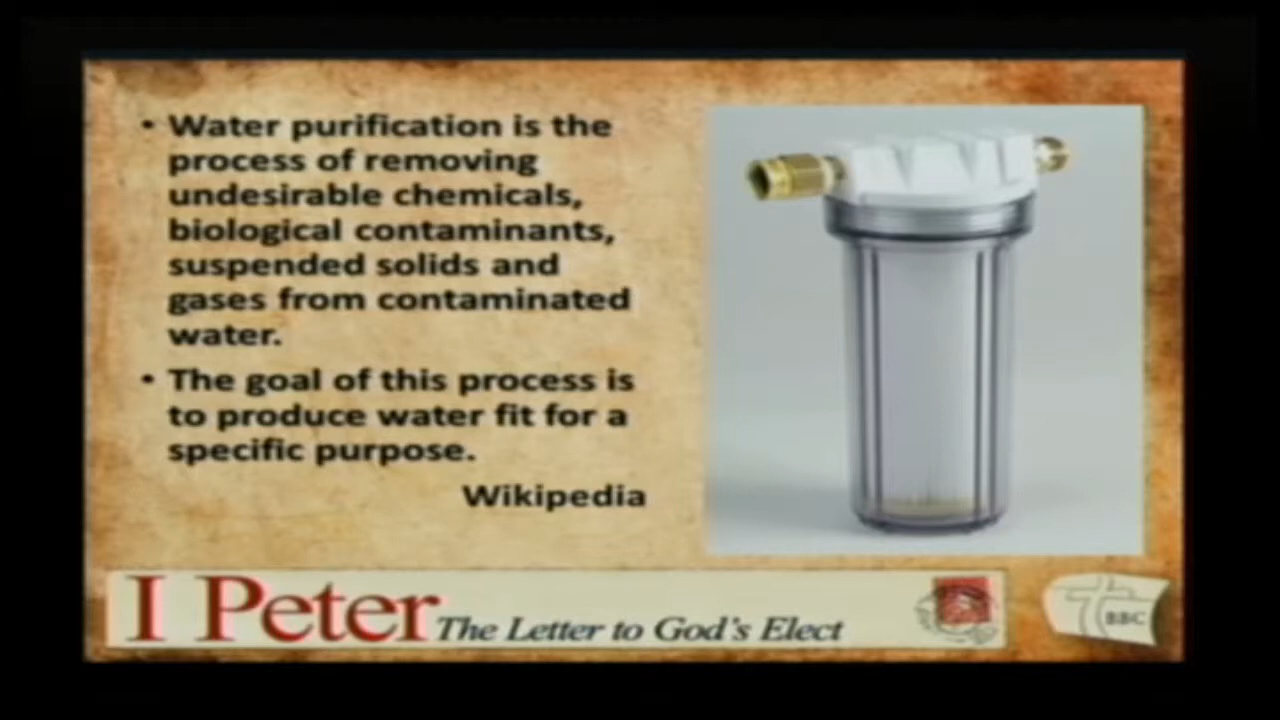 • Water purification is the
process of removing
undesirable chemicals,
biological contaminants,
suspended solids and
gases from contaminated
water.
• The goal of this process is
to produce water fit for a
specific purpose.
Wikipedia
I Peter The Letter to God's Elect
BBC